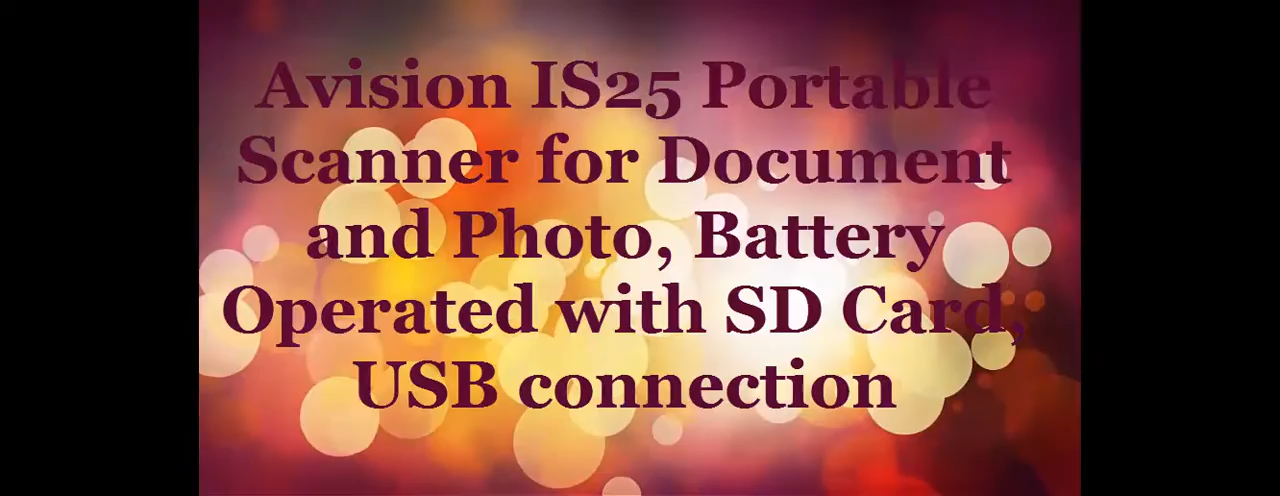 Avision IS25 Portable
Scanner for Document
and Photo, Battery
Operated with SD Card,
USB connection